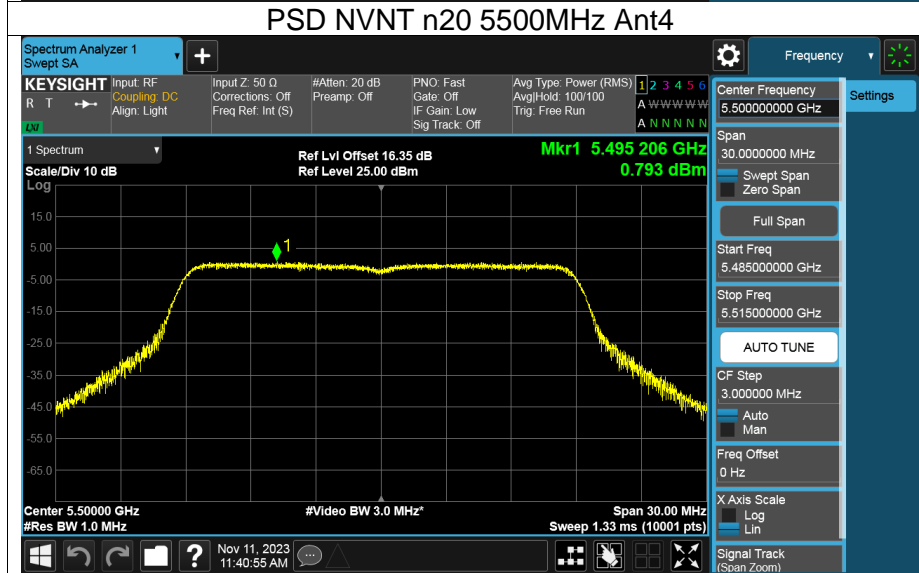 PSD NVNT n20 5500MHz Ant4
Spectrum Analyzer 1
Swept SA
+
Frequency
KEYSIGHT
R T
LXI
Input: RF
Coupling: DC
Align: Light
Input Z: 50 Ω
Corrections: Off
Freq Ref: Int (S)
#Atten: 20 dB
Preamp: Off
PNO: Fast
Gate: Off
IF Gain: Low
Sig Track: Off
Avg Type: Power (RMS)
Avg|Hold: 100/100
Trig: Free Run
1 2 3 4 5 6
A W W W W W
A N N N N N
1 Spectrum
Scale/Div 10 dB
Log
Ref Lvl Offset 16.35 dB
Ref Level 25.00 dBm
Mkr1 5.495 206 GHz
0.793 dBm
15.0
5.00
-5.00
-15.0
-25.0
-35.0
-45.0
-55.0
-65.0
1
Center 5.50000 GHz
#Res BW 1.0 MHz
#Video BW 3.0 MHz*
Span 30.00 MHz
Sweep 1.33 ms (10001 pts)
?
Nov 11, 2023
11:40:55 AM
Center Frequency
5.500000000 GHz
Span
30.0000000 MHz
Swept Span
Zero Span
Full Span
Start Freq
5.485000000 GHz
Stop Freq
5.515000000 GHz
AUTO TUNE
CF Step
3.000000 MHz
Auto
Man
Freq Offset
0 Hz
X Axis Scale
Log
Lin
Signal Track
(Span Zoom)
Settings